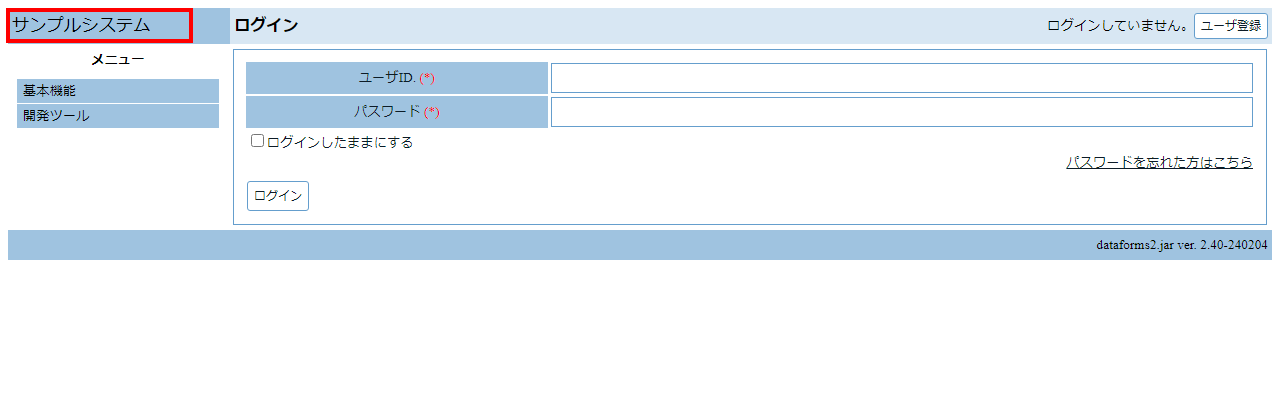 サンプルシステム
ログイン
ログインしていません。 ユーザ登録
メニュー
基本機能
開発ツール
ユーザID. (*)
パスワード (*)
ログインしたままにする
パスワードを忘れた方はこちら
ログイン
dataforms2.jar ver. 2.40-240204